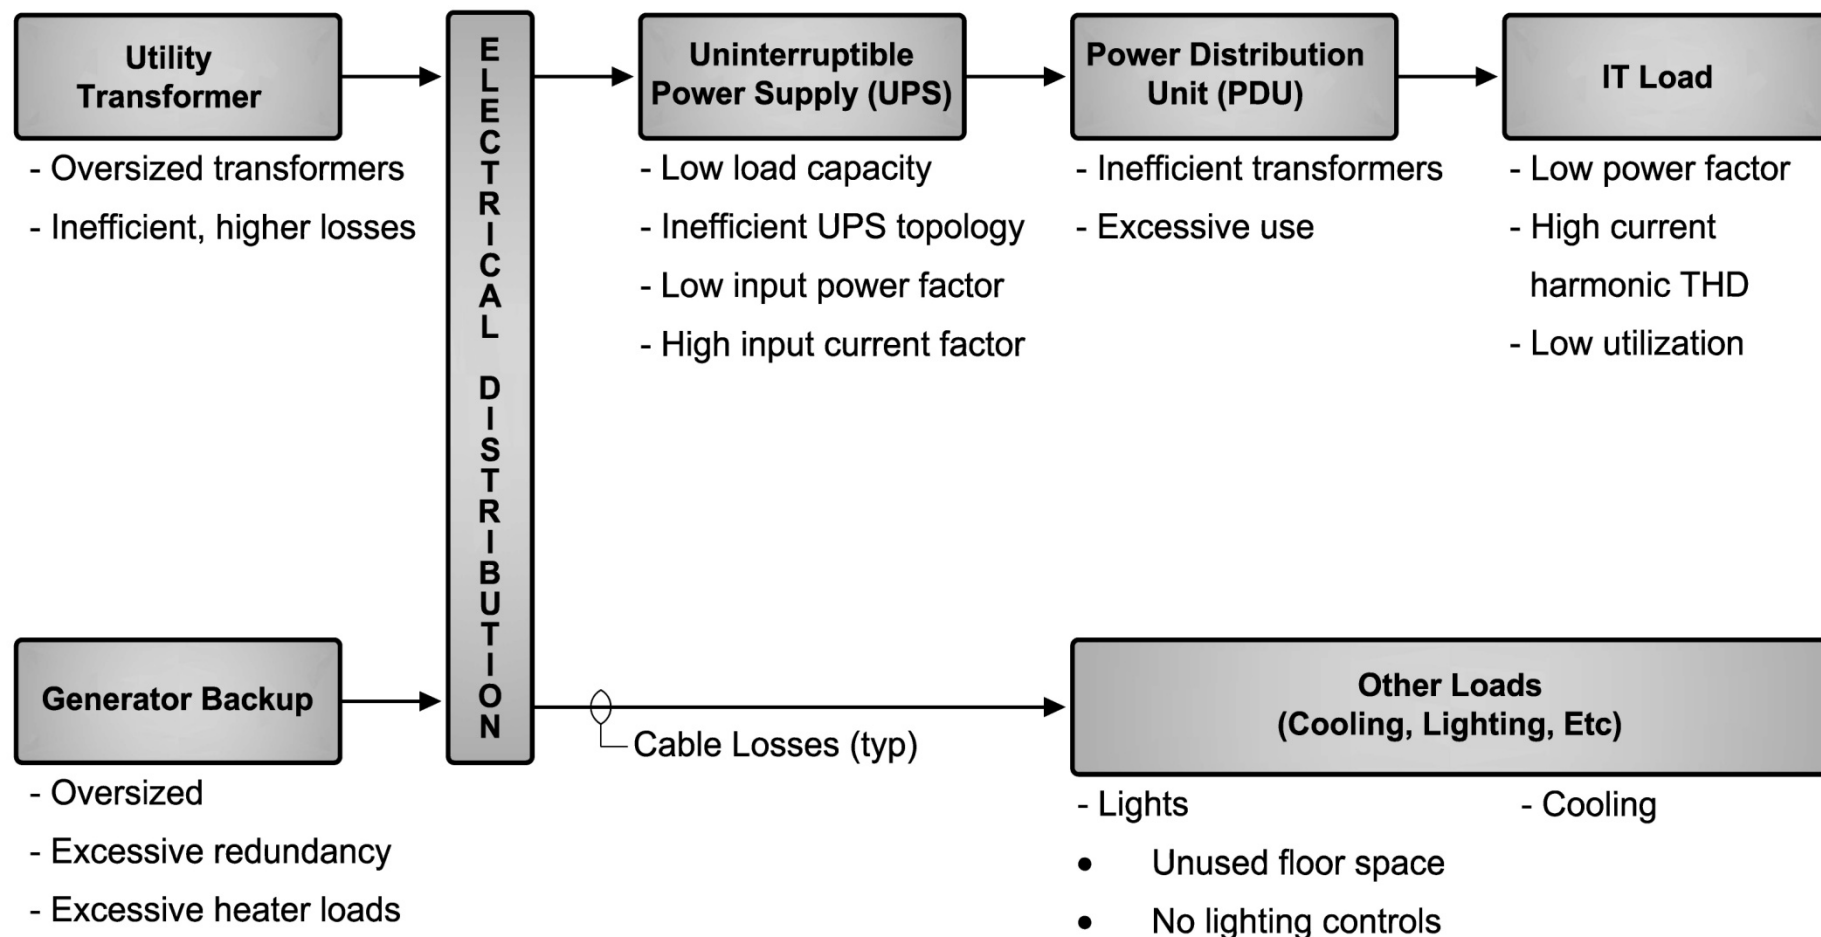 Utility
Transformer
- Oversized transformers
- Inefficient, higher losses
ELECTRICAL DISTRIBUTION
Uninterruptible
Power Supply (UPS)
- Low load capacity
- Inefficient UPS topology
- Low input power factor
- High input current factor
Power Distribution
Unit (PDU)
- Inefficient transformers
- Excessive use
IT Load
- Low power factor
- High current
harmonic THD
- Low utilization
Generator Backup
- Oversized
- Excessive redundancy
- Excessive heater loads
Cable Losses (typ)
Other Loads
(Cooling, Lighting, Etc)
- Lights
• Unused floor space
• No lighting controls
- Cooling